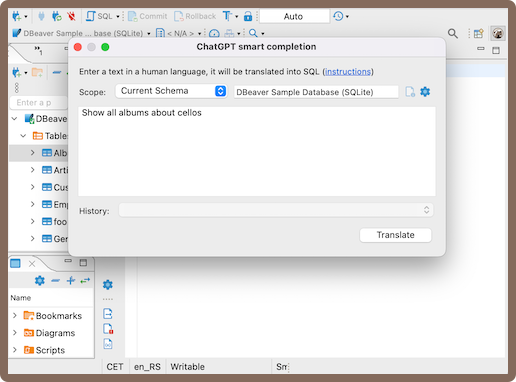 SQL
Commit
Rollback
T
Auto
DBeaver Sample ... base (SQLite)
< N/A >
ChatGPT smart completion
Enter a text in a human language, it will be translated into SQL (instructions)
Scope:
Current Schema
DBeaver Sample Database (SQLite)
Show all albums about cellos
History:
Translate
Enter a p
DBeaver
Tables
Alb
Arti
Cus
Emp
foo
Ger
Name
Bookmarks
Diagrams
Scripts
CET
en_RS
Writable